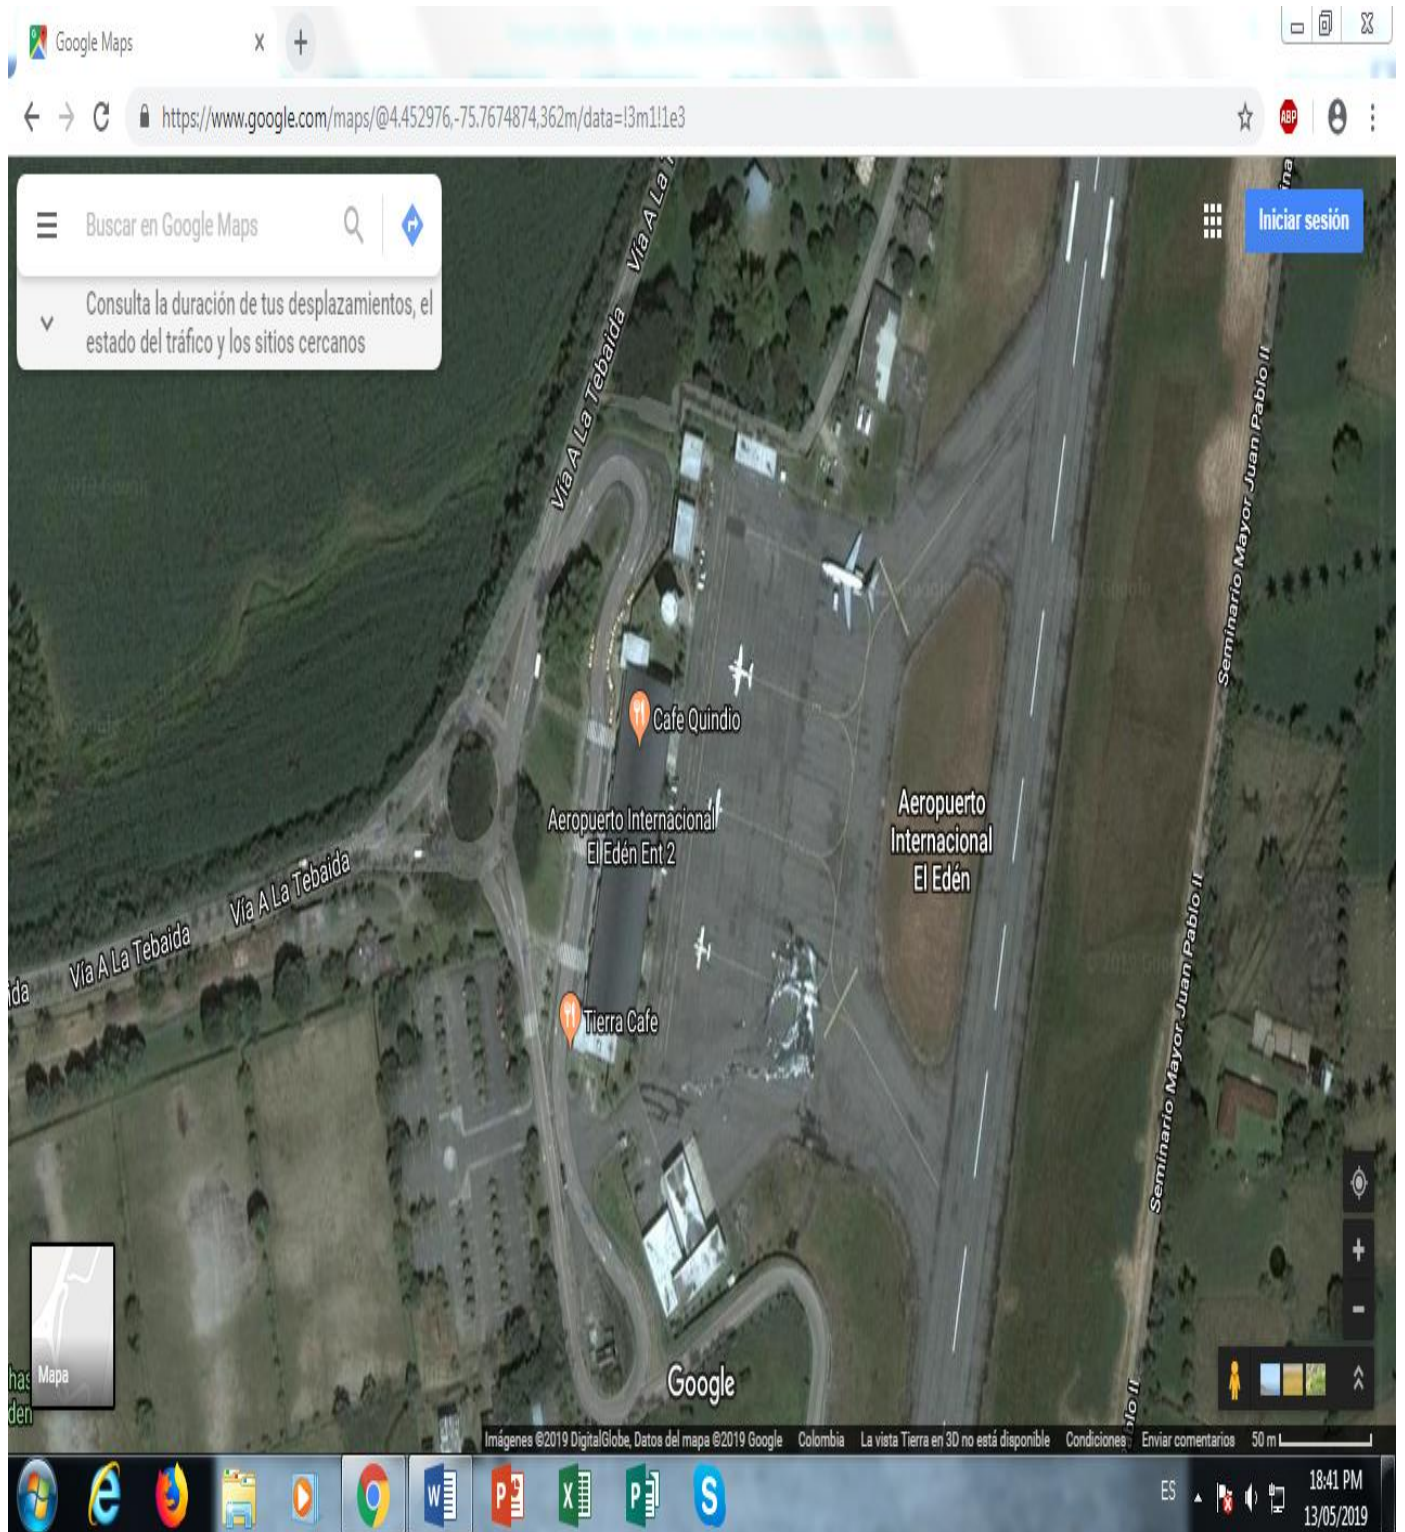 Google Maps
https://www.google.com/maps/@4.452976,-75.7674874,362m/data=!3m1!1e3
ABP
Buscar en Google Maps
Iniciar sesión
Consulta la duración de tus desplazamientos, el
estado del tráfico y los sitios cercanos
Vía A La
Vía A La Tebaida
Seminario Mayor Juan Pablo II
Cafe Quindio
Aeropuerto Internacional
El Edén Ent 2
Aeropuerto
Internacional
El Edén
Vía A La Tebaida
Vía A La Tebaida
Tierra Cafe
Seminario Mayor Juan Pablo II
Mapa
Google
Imágenes ©2019 DigitalGlobe, Datos del mapa ©2019 Google Colombia La vista Tierra en 3D no está disponible Condiciones Enviar comentarios 50 m
ES
18:41 PM
13/05/2019